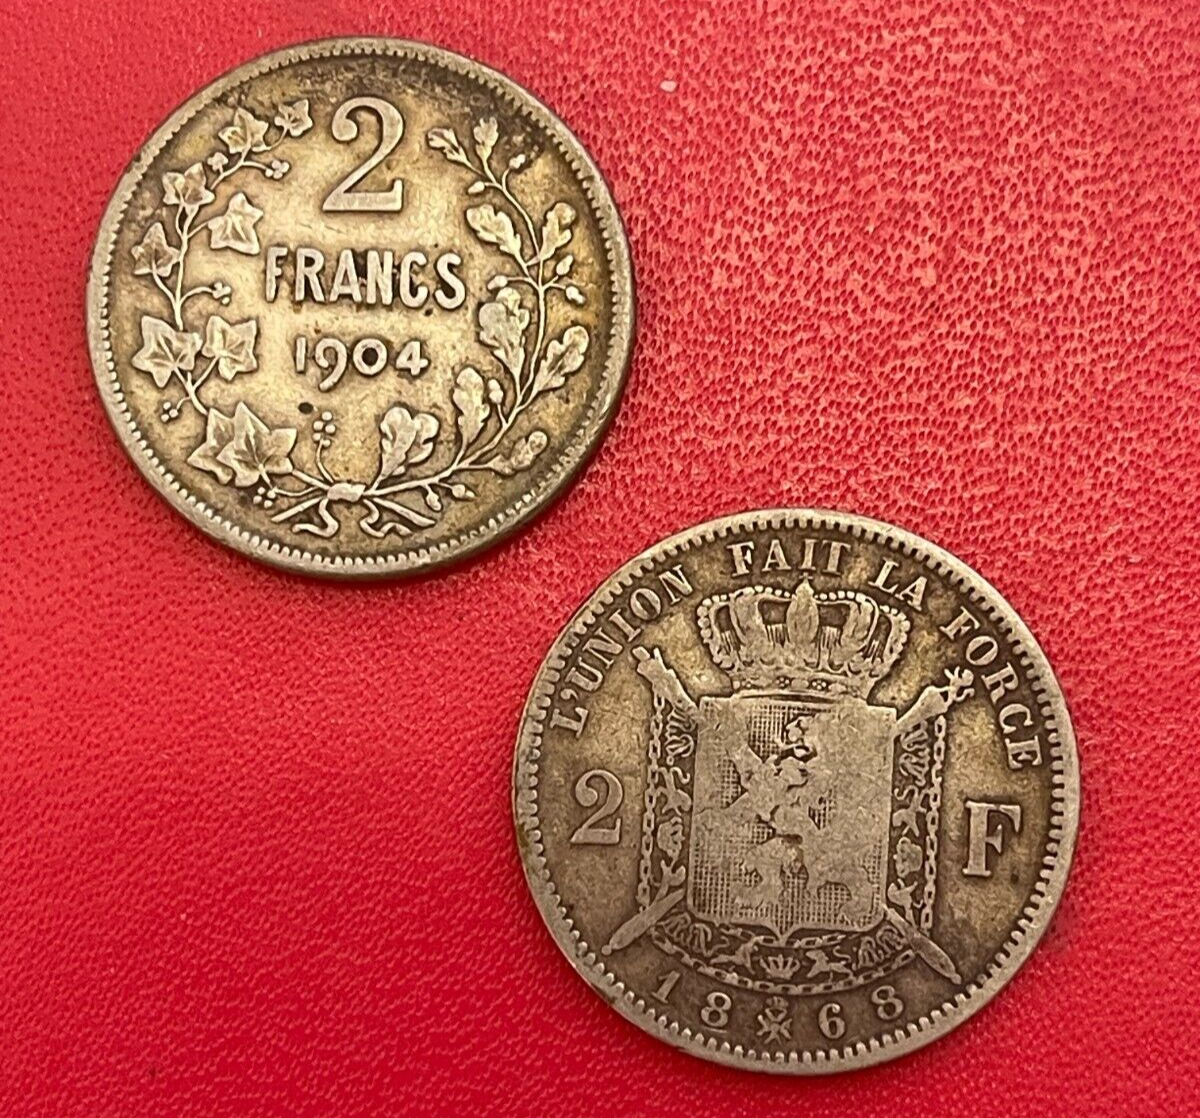 2
FRANCS
1904
L'UNION FAIT LA FORCE
2 F
1868